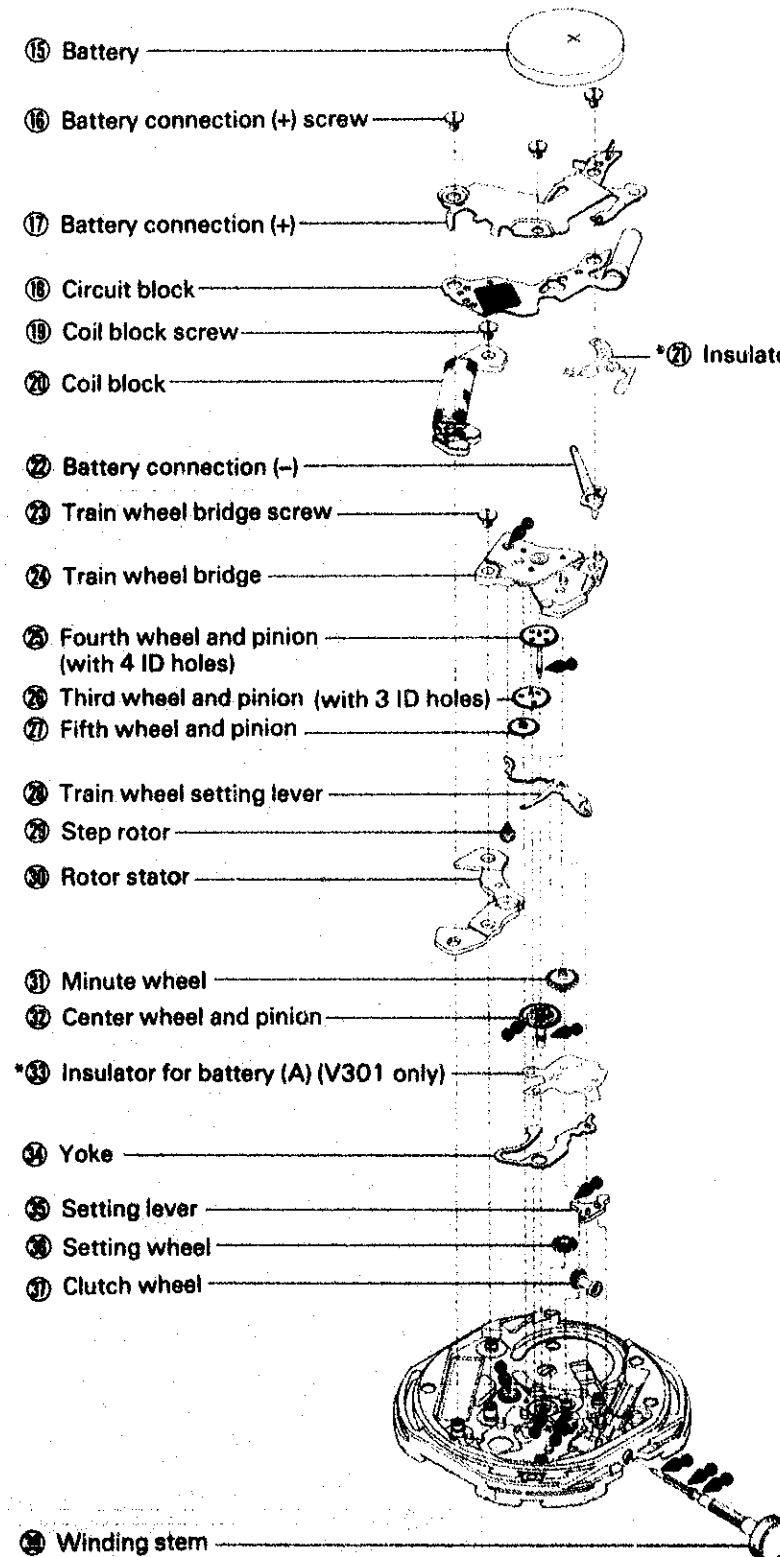 ⑮ Battery
⑯ Battery connection (+) screw
⑰ Battery connection (+)
⑱ Circuit block
⑲ Coil block screw
⑳ Coil block
*㉑ Insulate
㉒ Battery connection (–)
㉓ Train wheel bridge screw
㉔ Train wheel bridge
㉕ Fourth wheel and pinion
(with 4 ID holes)
㉖ Third wheel and pinion (with 3 ID holes)
㉗ Fifth wheel and pinion
㉘ Train wheel setting lever
㉙ Step rotor
㉚ Rotor stator
㉛ Minute wheel
㉜ Center wheel and pinion
*㉝ Insulator for battery (A) (V301 only)
㉞ Yoke
㉟ Setting lever
㊱ Setting wheel
㊲ Clutch wheel
㊳ Winding stem